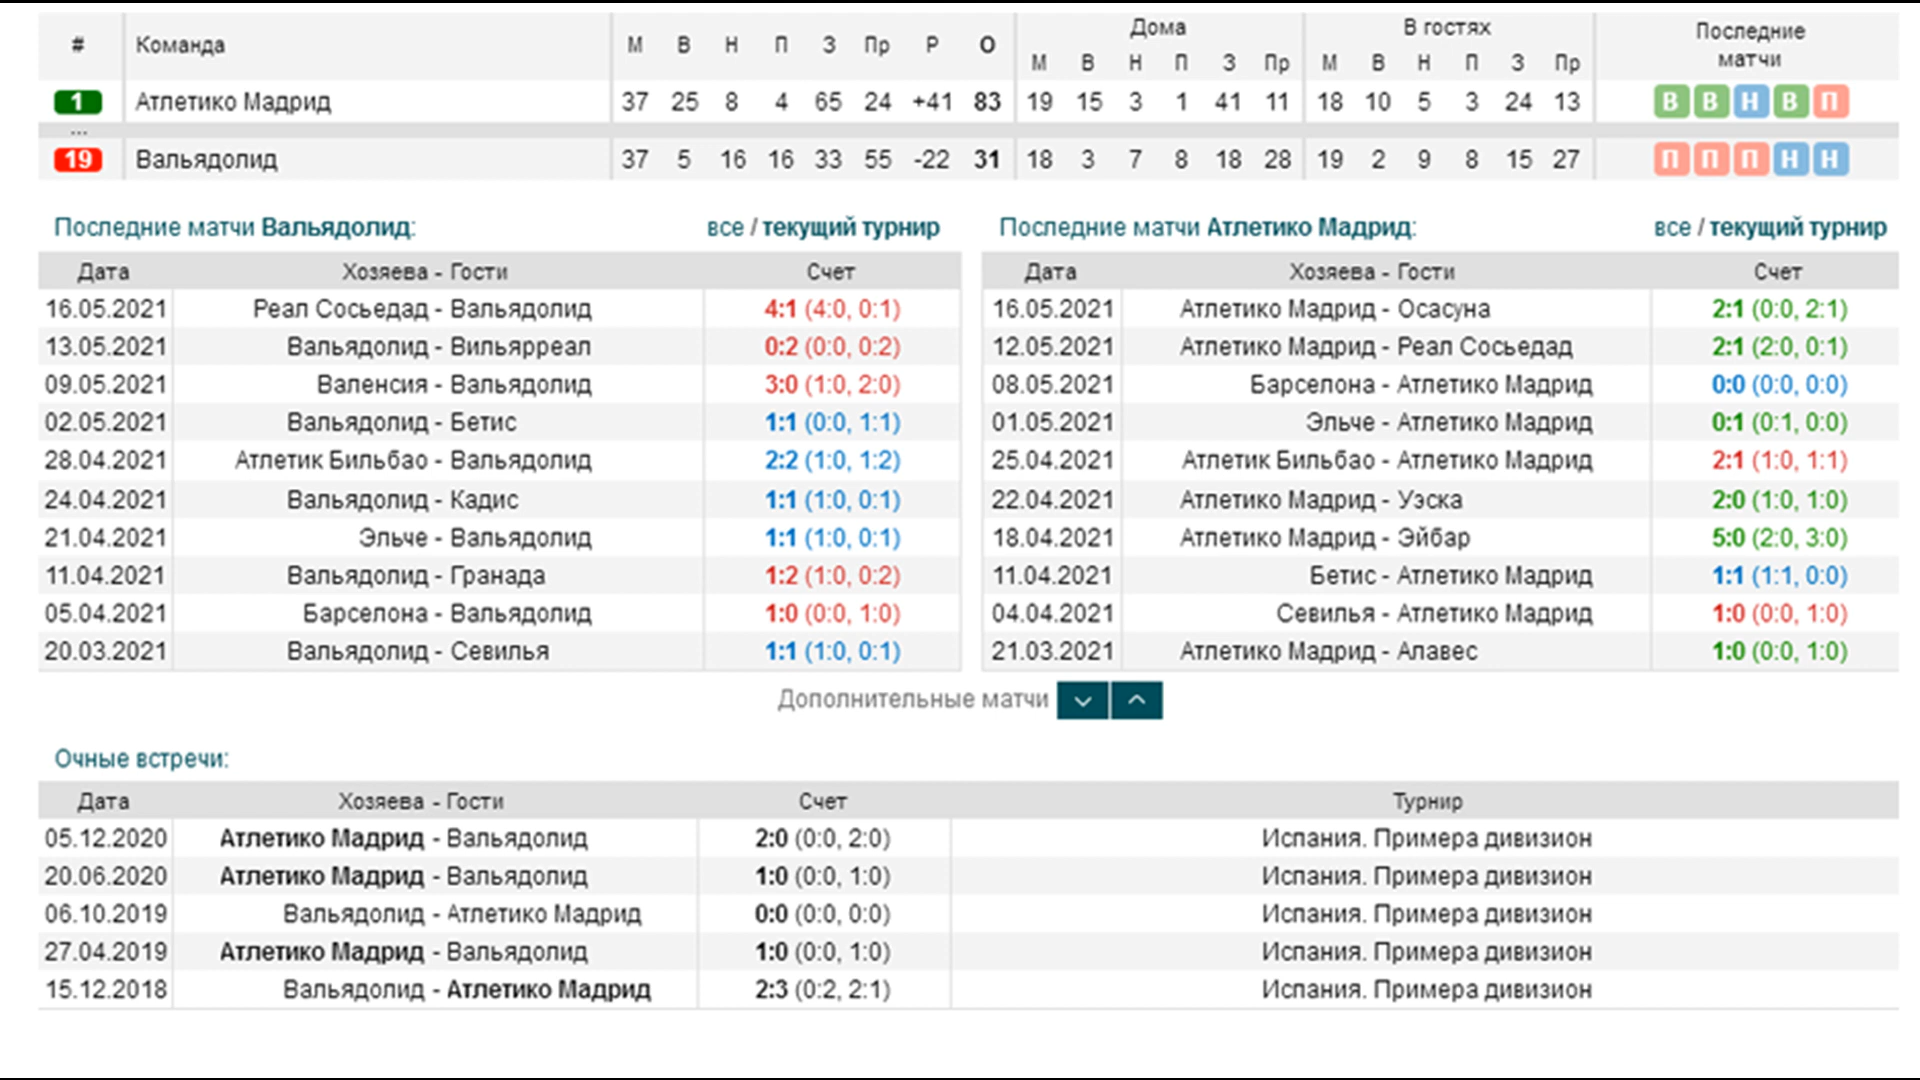 # Команда М В Н П З Пр Р О Дома М В Н П З Пр В гостях М В Н П З Пр Последние матчи
1 Атлетико Мадрид 37 25 8 4 65 24 +41 83 19 15 3 1 41 11 18 10 5 3 24 13 В В Н В П
...
19 Вальядолид 37 5 16 16 33 55 -22 31 18 3 7 8 18 28 19 2 9 8 15 27 П П П Н Н
Последние матчи Вальядолид: все / текущий турнир
Дата Хозяева - Гости Счет
16.05.2021 Реал Сосьедад - Вальядолид 4:1 (4:0, 0:1)
13.05.2021 Вальядолид - Вильярреал 0:2 (0:0, 0:2)
09.05.2021 Валенсия - Вальядолид 3:0 (1:0, 2:0)
02.05.2021 Вальядолид - Бетис 1:1 (0:0, 1:1)
28.04.2021 Атлетик Бильбао - Вальядолид 2:2 (1:0, 1:2)
24.04.2021 Вальядолид - Кадис 1:1 (1:0, 0:1)
21.04.2021 Эльче - Вальядолид 1:1 (1:0, 0:1)
11.04.2021 Вальядолид - Гранада 1:2 (1:0, 0:2)
05.04.2021 Барселона - Вальядолид 1:0 (0:0, 1:0)
20.03.2021 Вальядолид - Севилья 1:1 (1:0, 0:1)
Последние матчи Атлетико Мадрид: все / текущий турнир
Дата Хозяева - Гости Счет
16.05.2021 Атлетико Мадрид - Осасуна 2:1 (0:0, 2:1)
12.05.2021 Атлетико Мадрид - Реал Сосьедад 2:1 (2:0, 0:1)
08.05.2021 Барселона - Атлетико Мадрид 0:0 (0:0, 0:0)
01.05.2021 Эльче - Атлетико Мадрид 0:1 (0:1, 0:0)
25.04.2021 Атлетик Бильбао - Атлетико Мадрид 2:1 (1:0, 1:1)
22.04.2021 Атлетико Мадрид - Уэска 2:0 (1:0, 1:0)
18.04.2021 Атлетико Мадрид - Эйбар 5:0 (2:0, 3:0)
11.04.2021 Бетис - Атлетико Мадрид 1:1 (1:1, 0:0)
04.04.2021 Севилья - Атлетико Мадрид 1:0 (0:0, 1:0)
21.03.2021 Атлетико Мадрид - Алавес 1:0 (0:0, 1:0)
Дополнительные матчи
Очные встречи:
Дата Хозяева - Гости Счет Турнир
05.12.2020 Атлетико Мадрид - Вальядолид 2:0 (0:0, 2:0) Испания. Примера дивизион
20.06.2020 Атлетико Мадрид - Вальядолид 1:0 (0:0, 1:0) Испания. Примера дивизион
06.10.2019 Вальядолид - Атлетико Мадрид 0:0 (0:0, 0:0) Испания. Примера дивизион
27.04.2019 Атлетико Мадрид - Вальядолид 1:0 (0:0, 1:0) Испания. Примера дивизион
15.12.2018 Вальядолид - Атлетико Мадрид 2:3 (0:2, 2:1) Испания. Примера дивизион